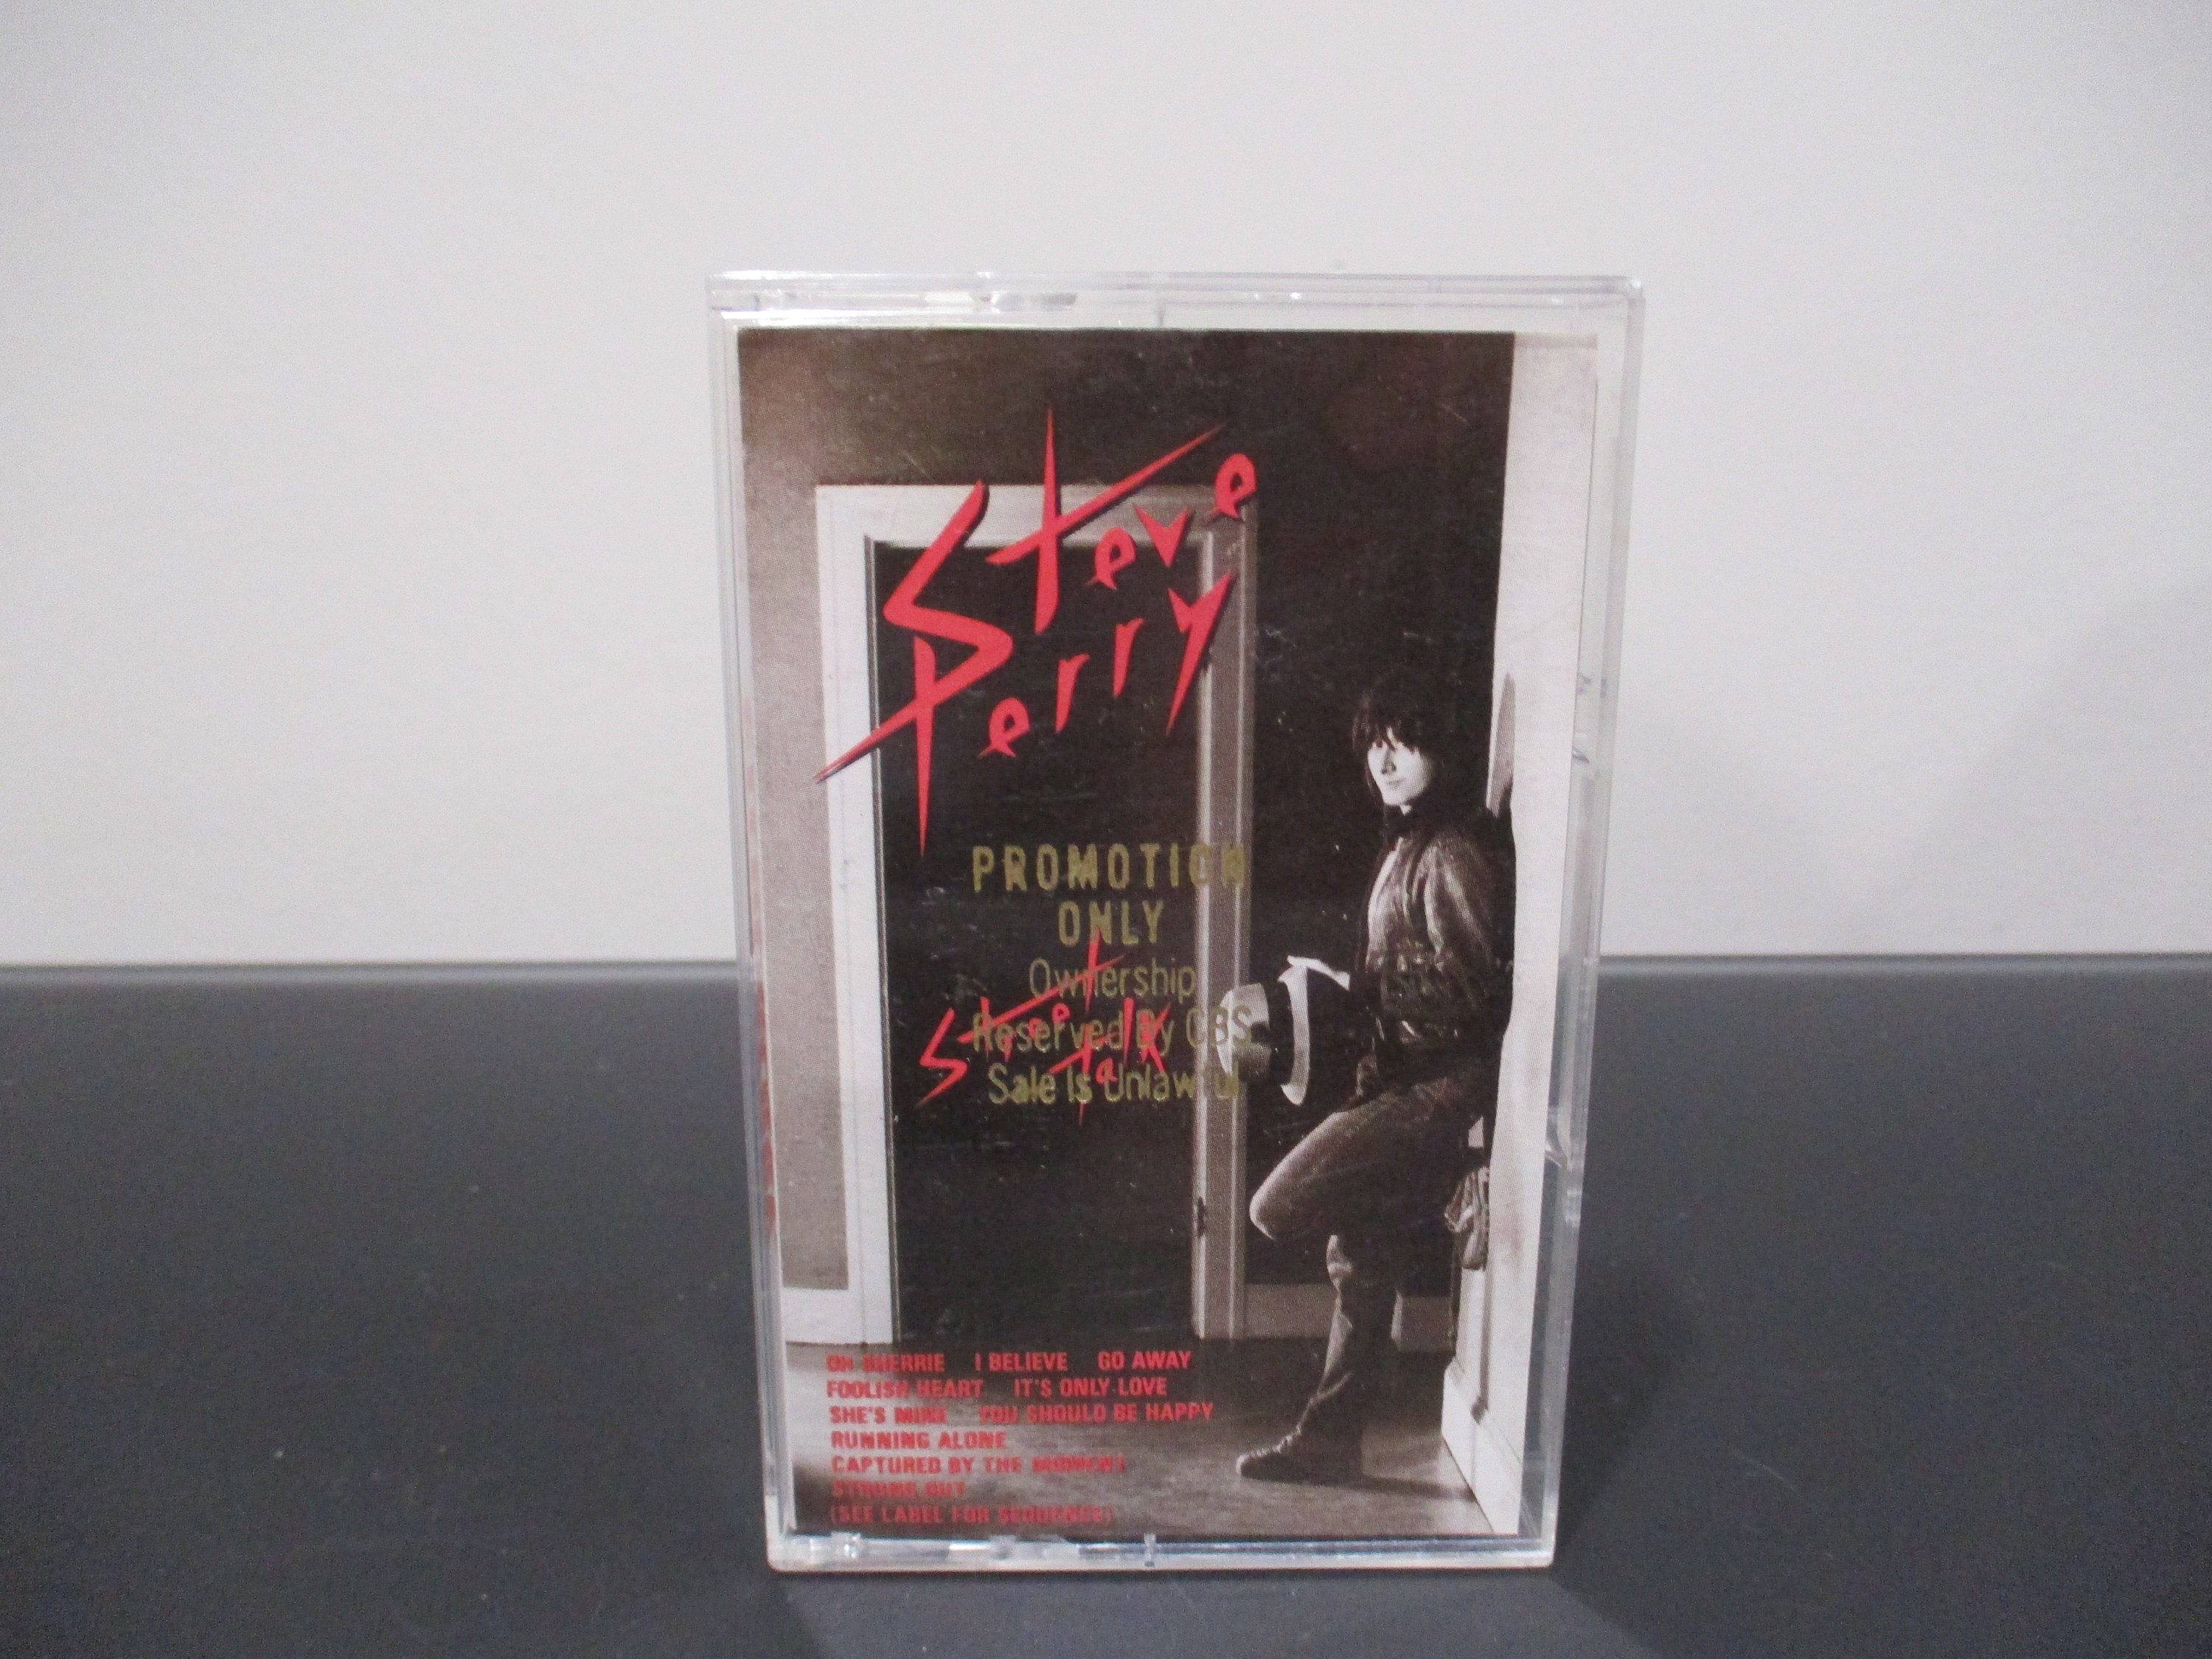 Steve
Perry
PROMOTION
ONLY
Ownership
Reserved By CBS
Sale Is Unlawful
Street
talk
OH SHERRIE I BELIEVE GO AWAY
FOOLISH HEART IT'S ONLY LOVE
SHE'S MINE YOU SHOULD BE HAPPY
RUNNING ALONE
CAPTURED BY THE MOMENT
STRUNG OUT
(SEE LABEL FOR SEQUENCE)